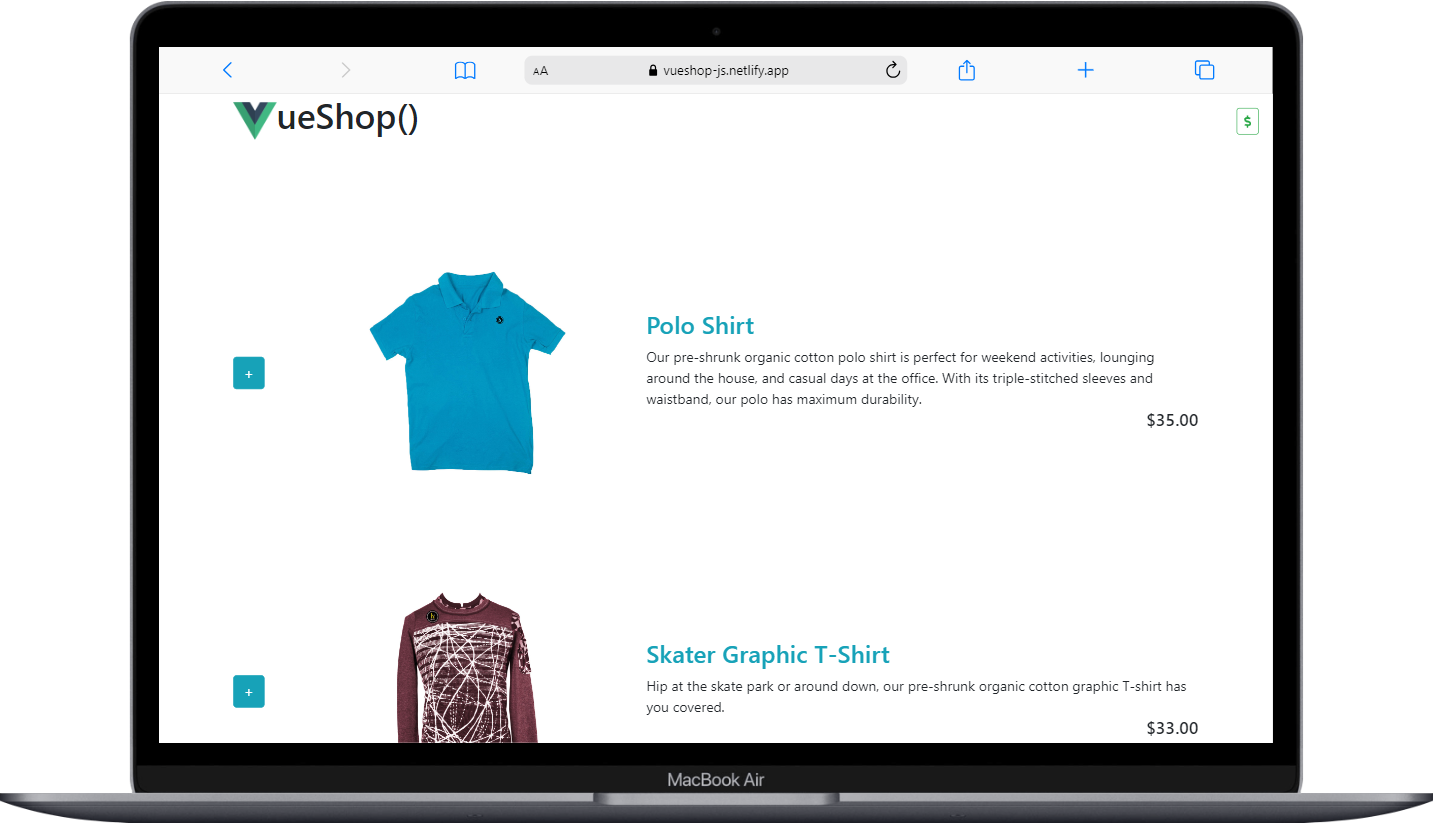 AA vueshop-js.netlify.app
VueShop()
$
Polo Shirt
Our pre-shrunk organic cotton polo shirt is perfect for weekend activities, lounging
around the house, and casual days at the office. With its triple-stitched sleeves and
waistband, our polo has maximum durability.
+
$35.00
Skater Graphic T-Shirt
Hip at the skate park or around down, our pre-shrunk organic cotton graphic T-shirt has
you covered.
+
$33.00
MacBook Air